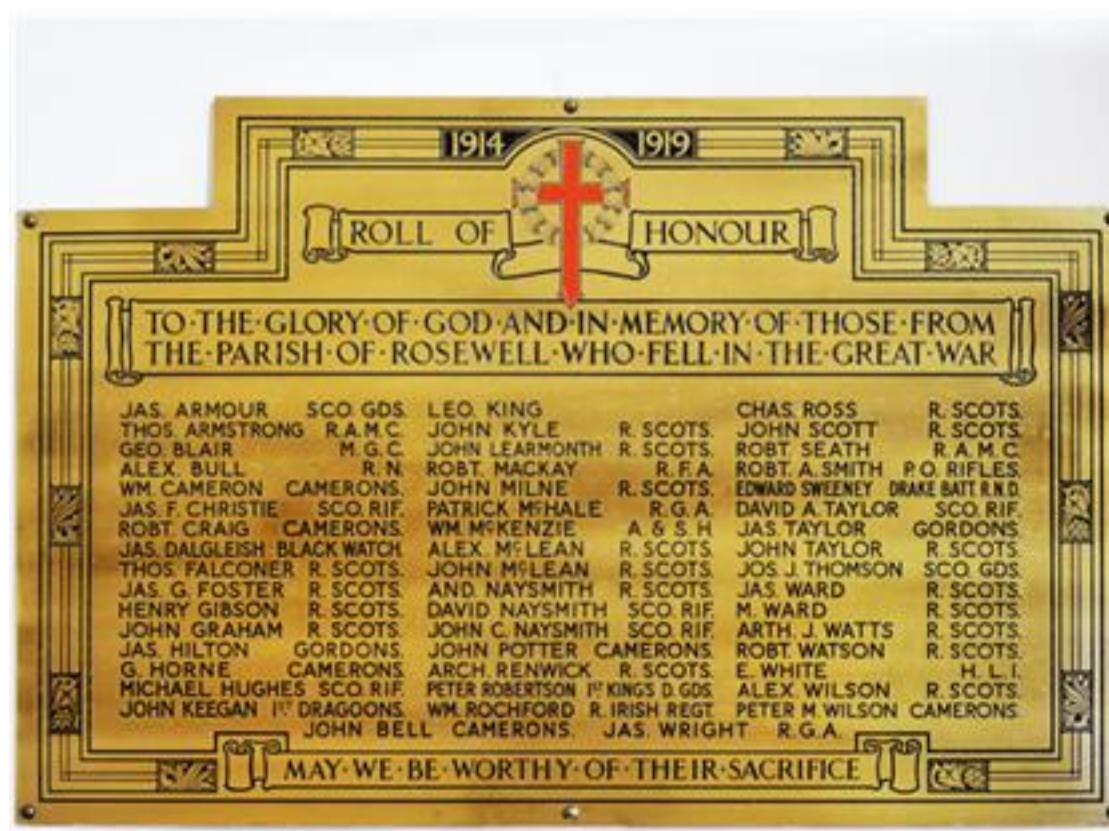 1914 1919
ROLL OF HONOUR
TO·THE·GLORY·OF·GOD·AND·IN·MEMORY·OF·THOSE·FROM
THE·PARISH·OF·ROSEWELL·WHO·FELL·IN·THE·GREAT·WAR
JAS. ARMOUR SCO. GDS.
THOS ARMSTRONG R.A.M.C.
GEO. BLAIR M.G.C.
ALEX. BULL R.N.
WM. CAMERON CAMERONS.
JAS. F. CHRISTIE SCO. RIF.
ROBT. CRAIG CAMERONS.
JAS. DALGLEISH BLACK WATCH.
THOS FALCONER R. SCOTS.
JAS. G. FOSTER R. SCOTS.
HENRY GIBSON R. SCOTS.
JOHN GRAHAM R. SCOTS.
JAS. HILTON GORDONS.
G. HORNE CAMERONS.
MICHAEL HUGHES SCO. RIF.
JOHN KEEGAN 1ST DRAGOONS.
LEO. KING
JOHN KYLE R. SCOTS.
JOHN LEARMONTH R. SCOTS.
ROBT. MACKAY R.F.A.
JOHN MILNE R. SCOTS.
PATRICK McHALE R.G.A.
WM. McKENZIE A & S.H.
ALEX. McLEAN R. SCOTS.
JOHN McLEAN R. SCOTS.
AND. NAYSMITH R. SCOTS.
DAVID NAYSMITH SCO. RIF.
JOHN C. NAYSMITH SCO. RIF.
JOHN POTTER CAMERONS.
ARCH. RENWICK R. SCOTS.
PETER ROBERTSON 1ST KING'S D. GDS.
WM. ROCHFORD R. IRISH REGT.
CHAS. ROSS R. SCOTS.
JOHN SCOTT R. SCOTS.
ROBT. SEATH R.A.M.C.
ROBT. A. SMITH P.O. RIFLES.
EDWARD SWEENEY DRAKE BATT. R.N.D.
DAVID A TAYLOR SCO. RIF.
JAS. TAYLOR GORDONS.
JOHN TAYLOR R. SCOTS.
JOS. J. THOMSON SCO. GDS.
JAS. WARD R. SCOTS.
M. WARD R. SCOTS.
ARTH. J. WATTS R. SCOTS.
ROBT. WATSON R. SCOTS.
E. WHITE H.L.I.
ALEX WILSON R. SCOTS.
PETER M. WILSON CAMERONS.
JOHN BELL CAMERONS. JAS. WRIGHT R.G.A.
MAY·WE·BE·WORTHY·OF·THEIR·SACRIFICE